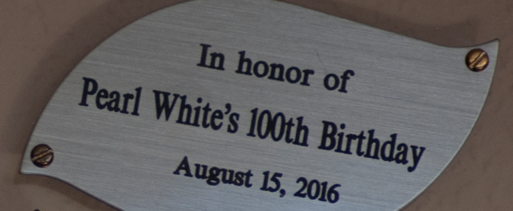 In honor of
Pearl White's 100th Birthday
August 15, 2016